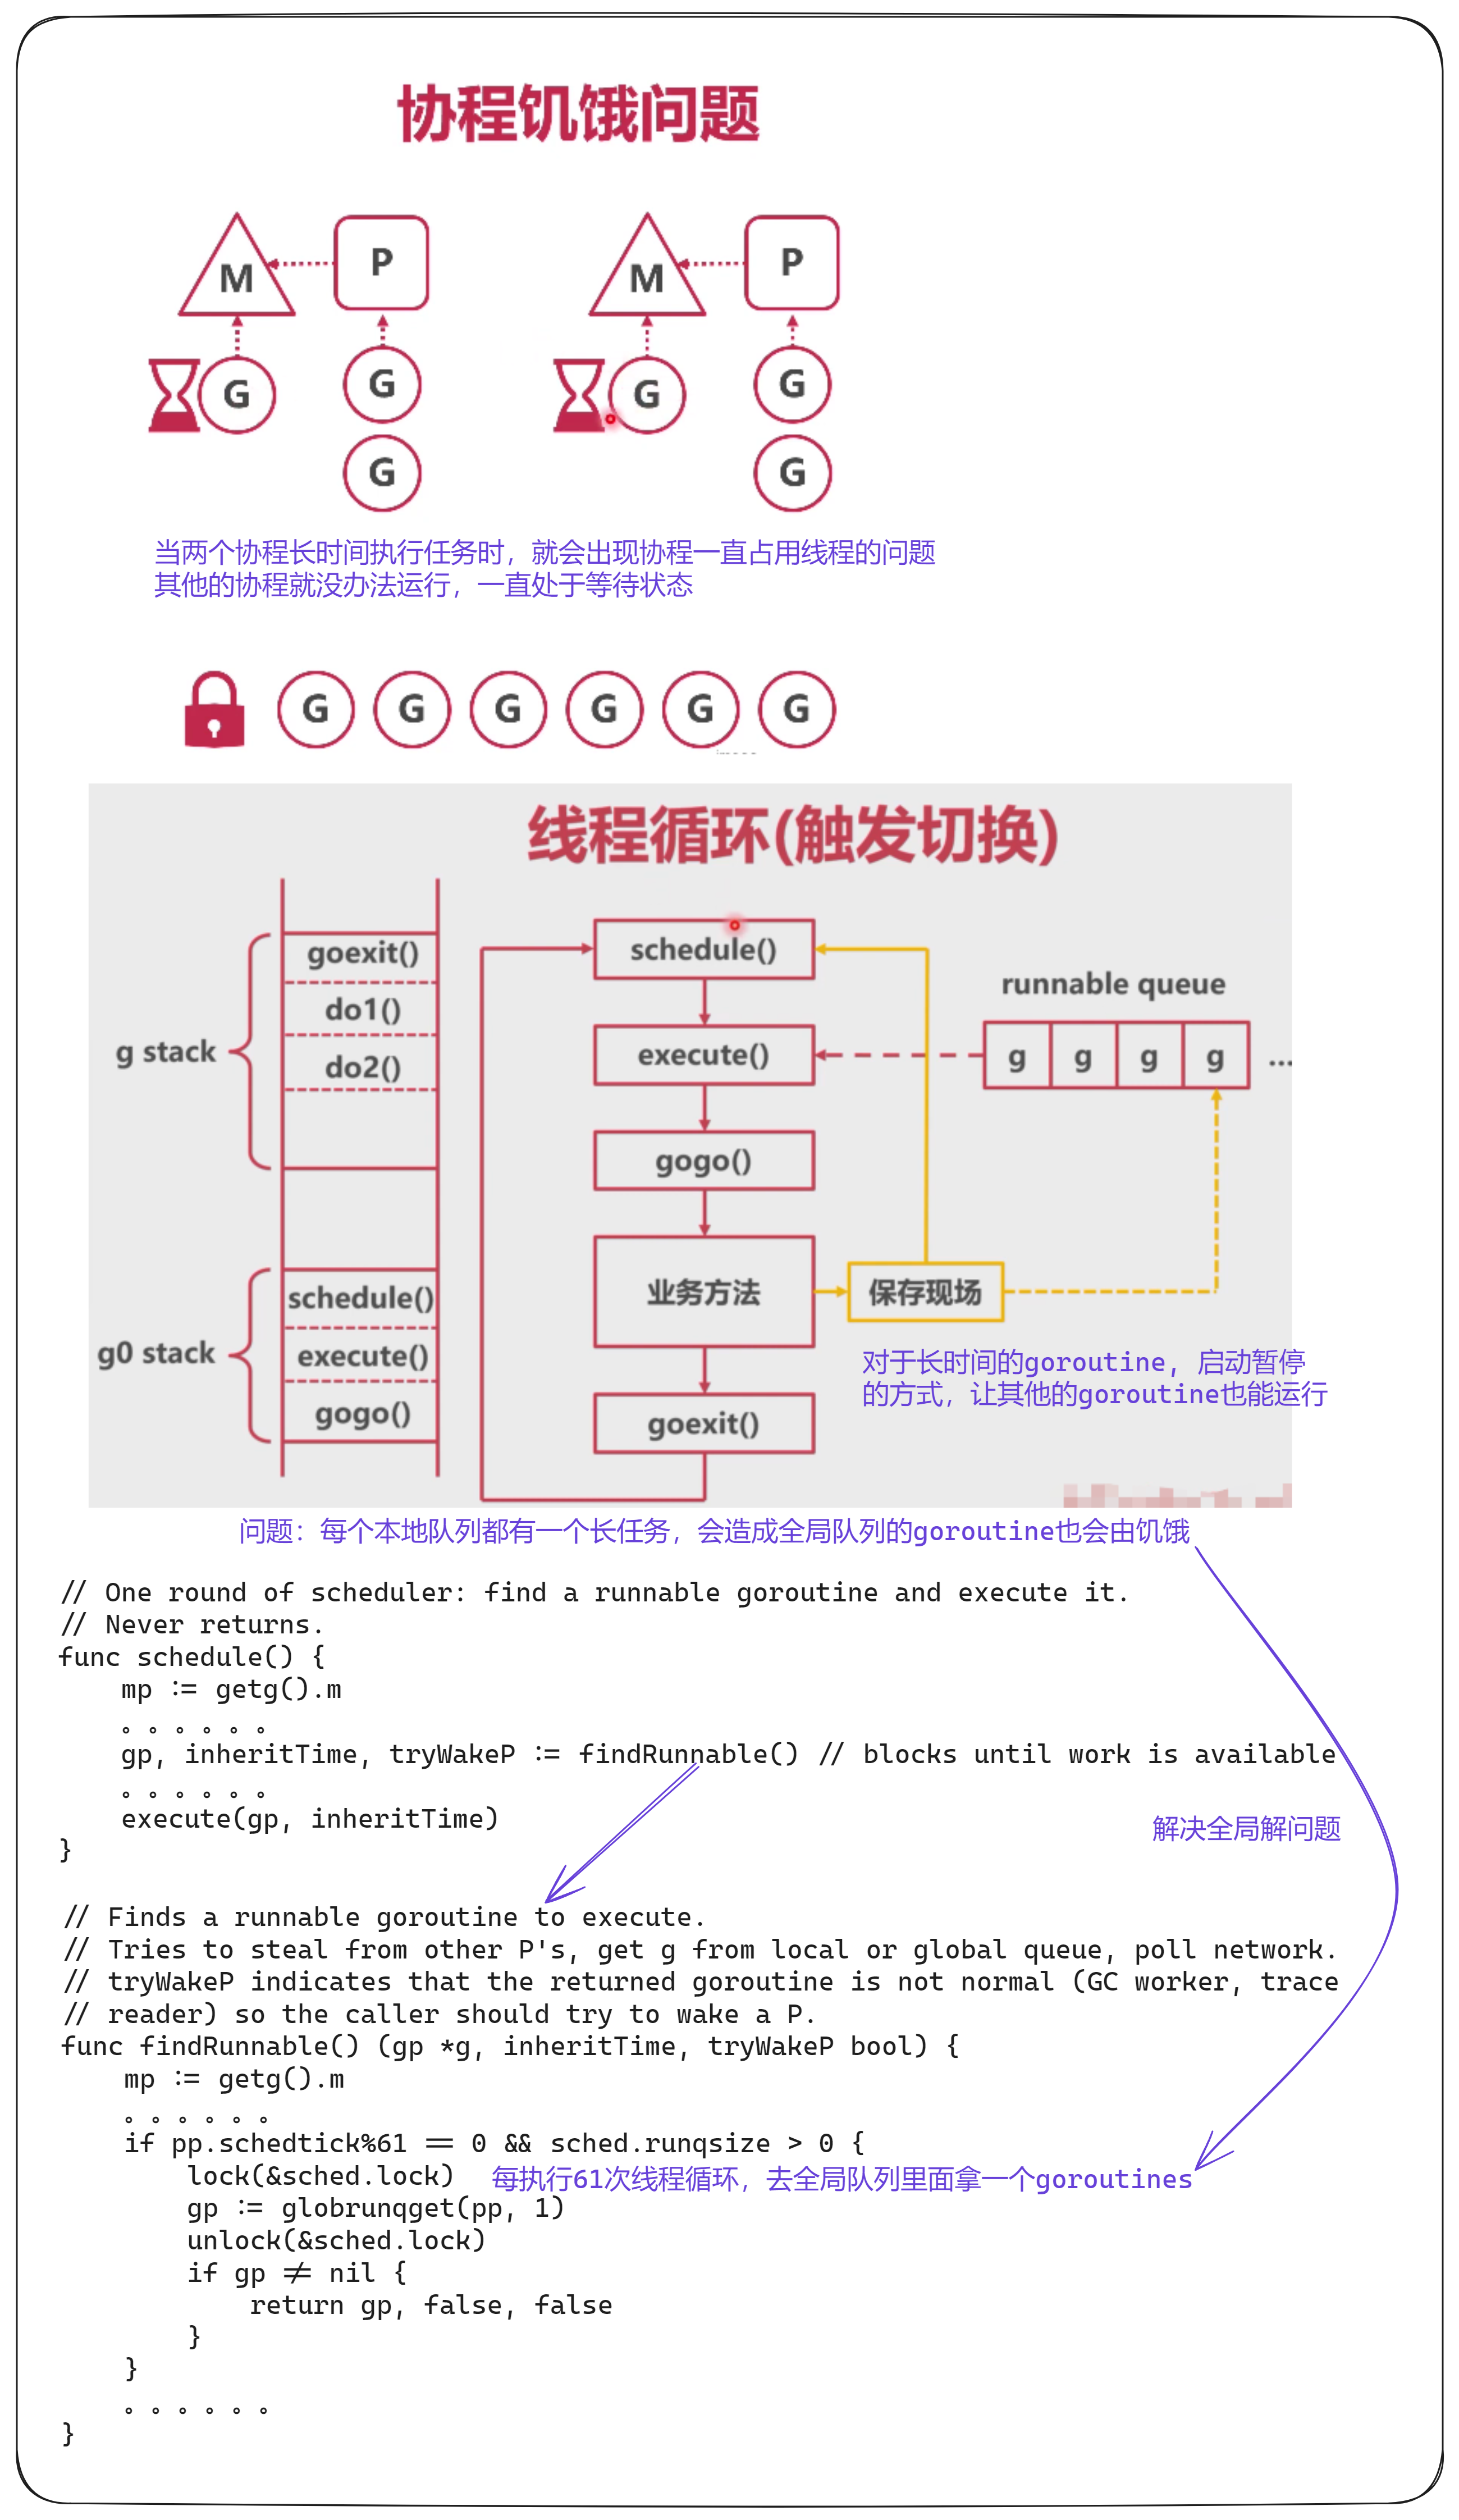 协程饥饿问题
M
P
G
G
G
M
P
G
G
G
当两个协程长时间执行任务时，就会出现协程一直占用线程的问题
其他的协程就没办法运行，一直处于等待状态
G G G G G G
线程循环(触发切换)
g stack
goexit()
do1()
do2()
g0 stack
schedule()
execute()
gogo()
schedule()
execute()
gogo()
业务方法
goexit()
保存现场
runnable queue
g g g g ...
对于长时间的goroutine，启动暂停
的方式，让其他的goroutine也能运行
问题：每个本地队列都有一个长任务，会造成全局队列的goroutine也会由饥饿
// One round of scheduler: find a runnable goroutine and execute it.
// Never returns.
func schedule() {
    mp := getg().m
    。。。。。。
    gp, inheritTime, tryWakeP := findRunnable() // blocks until work is available
    。。。。。。
    execute(gp, inheritTime)
}
解决全局解问题
// Finds a runnable goroutine to execute.
// Tries to steal from other P's, get g from local or global queue, poll network.
// tryWakeP indicates that the returned goroutine is not normal (GC worker, trace
// reader) so the caller should try to wake a P.
func findRunnable() (gp *g, inheritTime, tryWakeP bool) {
    mp := getg().m
    。。。。。。
    if pp.schedtick%61 == 0 && sched.runqsize > 0 {
        lock(&sched.lock)
每执行61次线程循环，去全局队列里面拿一个goroutines
        gp := globrunqget(pp, 1)
        unlock(&sched.lock)
        if gp != nil {
            return gp, false, false
        }
    }
    。。。。。。
}